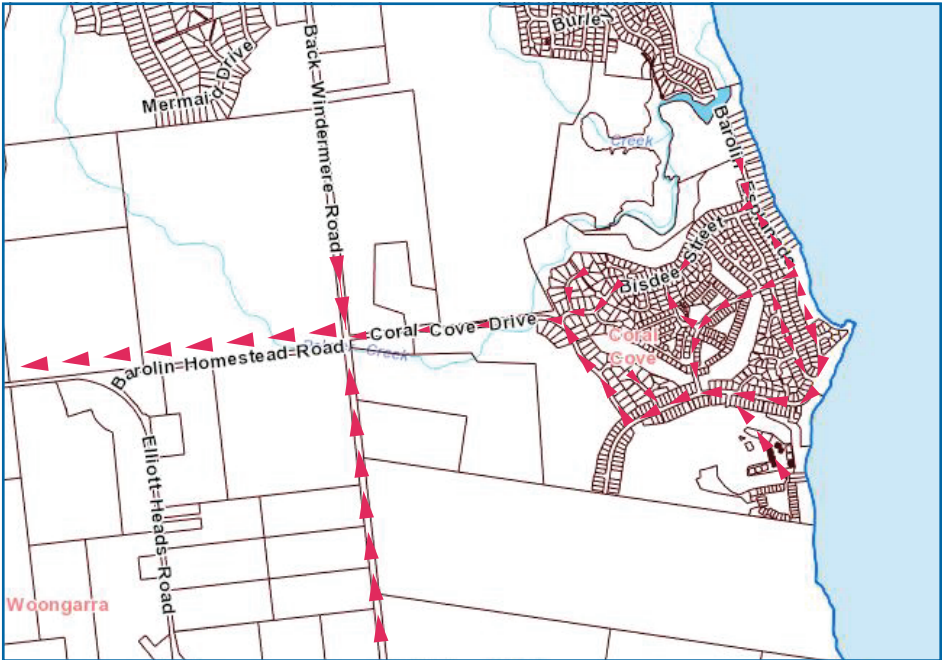 Burley
Mermaid Drive
Back Windermere Road
Barolin Esplanade
Creek
Bisdee Street
Coral Cove Drive
Coral
Cove
Creek
Barolin Homestead Road
Elliott Heads Road
Woongarra